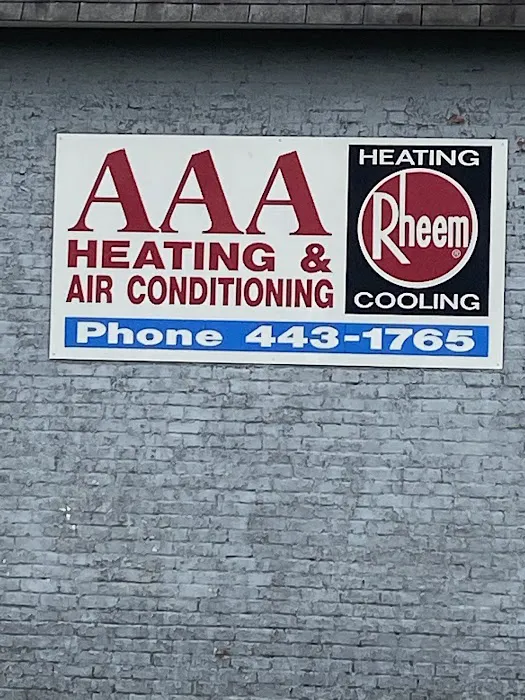 AAA
HEATING &
AIR CONDITIONING
Phone 443-1765
HEATING
Rheem®
COOLING